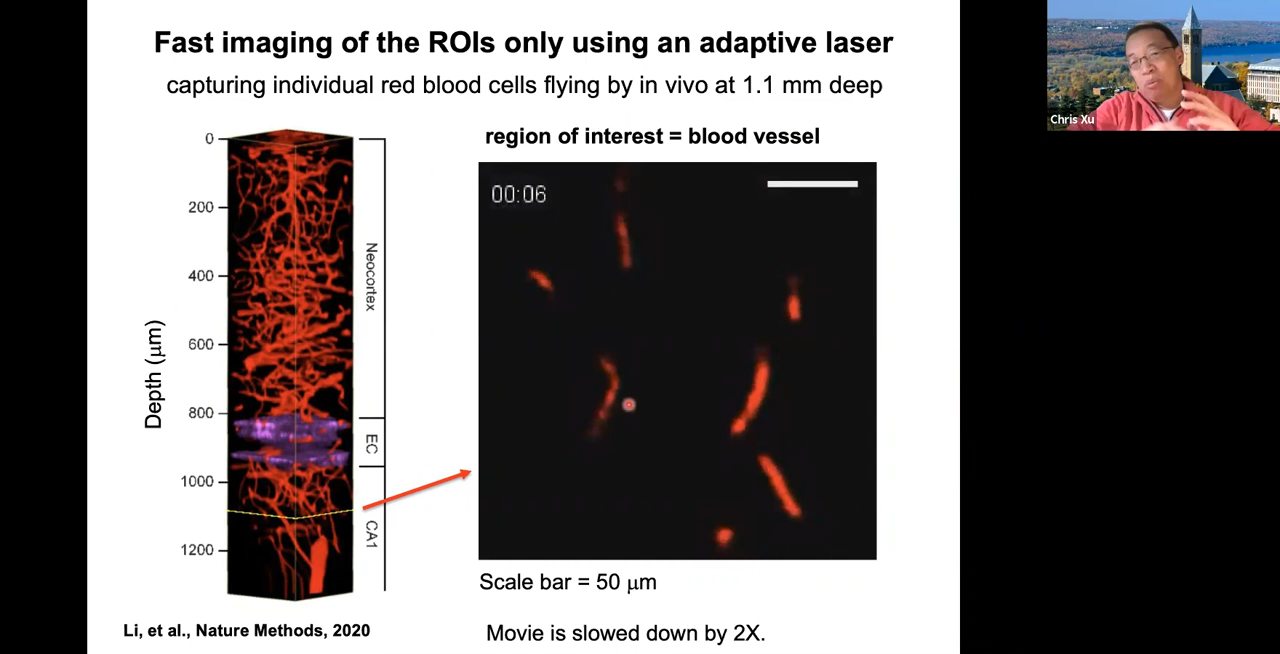 Fast imaging of the ROIs only using an adaptive laser
capturing individual red blood cells flying by in vivo at 1.1 mm deep
Chris Xu
region of interest = blood vessel
Depth (μm)
0
200
400
600
800
1000
1200
Neocortex
EC
CA1
00:06
Scale bar = 50 μm
Li, et al., Nature Methods, 2020
Movie is slowed down by 2X.